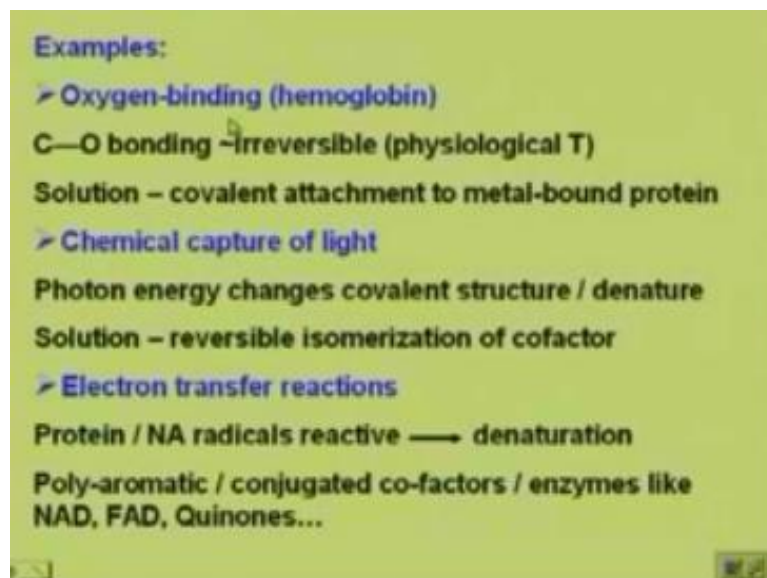 Examples:
➢Oxygen-binding (hemoglobin)
C—O bonding ~irreversible (physiological T)
Solution – covalent attachment to metal-bound protein
➢Chemical capture of light
Photon energy changes covalent structure / denature
Solution – reversible isomerization of cofactor
➢Electron transfer reactions
Protein / NA radicals reactive ⟶ denaturation
Poly-aromatic / conjugated co-factors / enzymes like
NAD, FAD, Quinones...